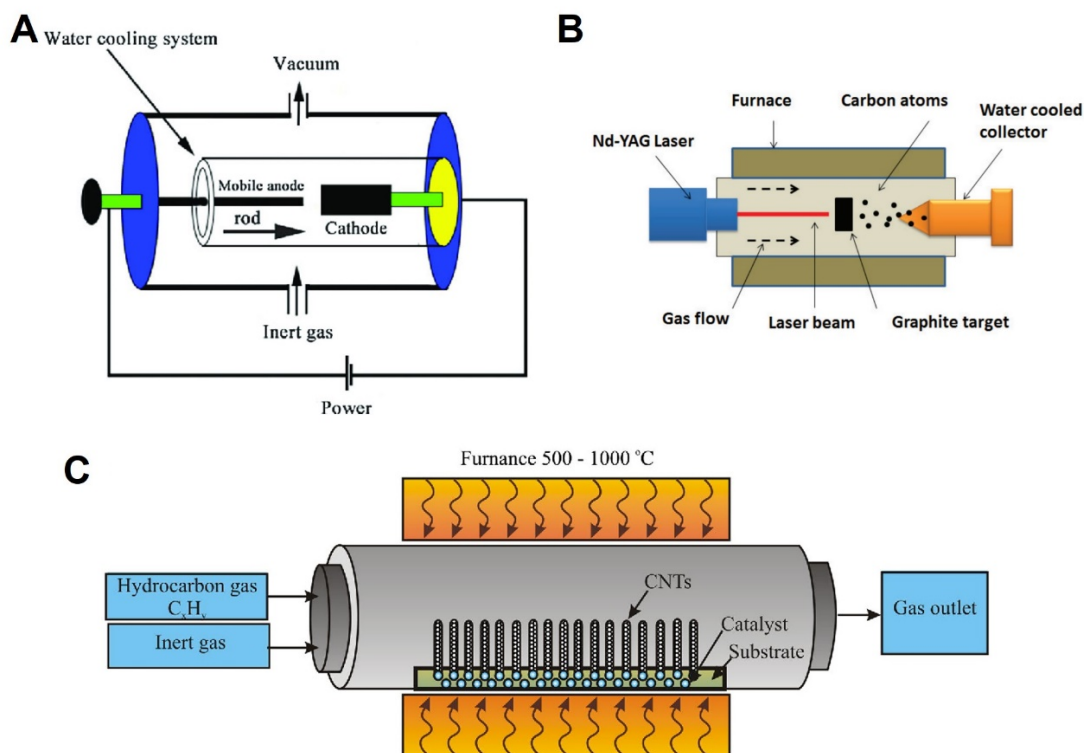 A
Water cooling system
Vacuum
Mobile anode
rod
Cathode
Inert gas
Power
B
Furnace
Carbon atoms
Water cooled
collector
Nd-YAG Laser
Gas flow
Laser beam
Graphite target
C
Furnance 500 - 1000 °C
Hydrocarbon gas
CₓHᵧ
Inert gas
CNTs
Catalyst
Substrate
Gas outlet